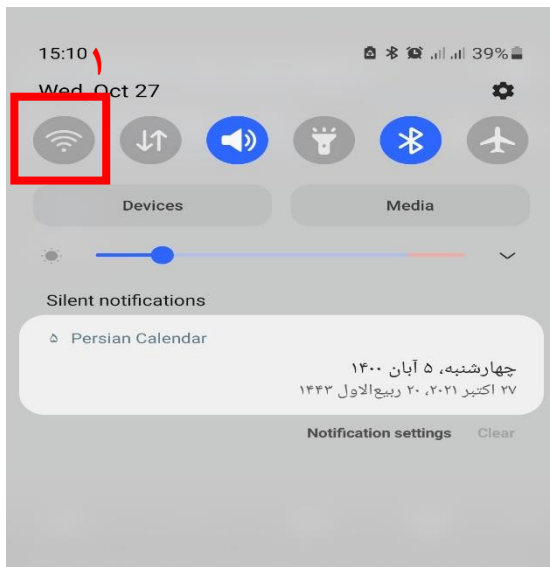 15:10 39%
۱
Wed, Oct 27
Devices Media
Silent notifications
۵ Persian Calendar
چهارشنبه، ۵ آبان ۱۴۰۰
۲۷ اکتبر ۲۰۲۱، ۲۰ ربیع‌الاول ۱۴۴۳
Notification settings Clear